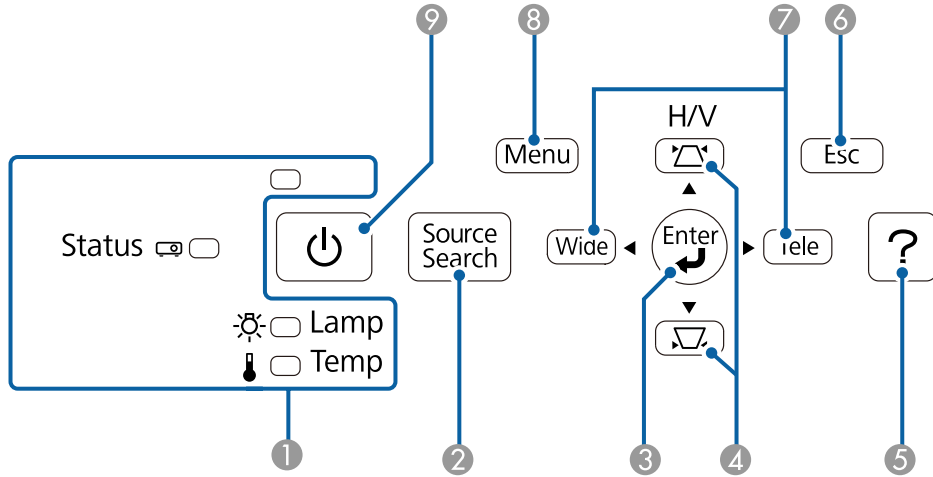 9
8
7
6
H/V
Menu
Esc
Status
Source
Search
Wide
Enter
Tele
?
Lamp
Temp
1
2
3
4
5